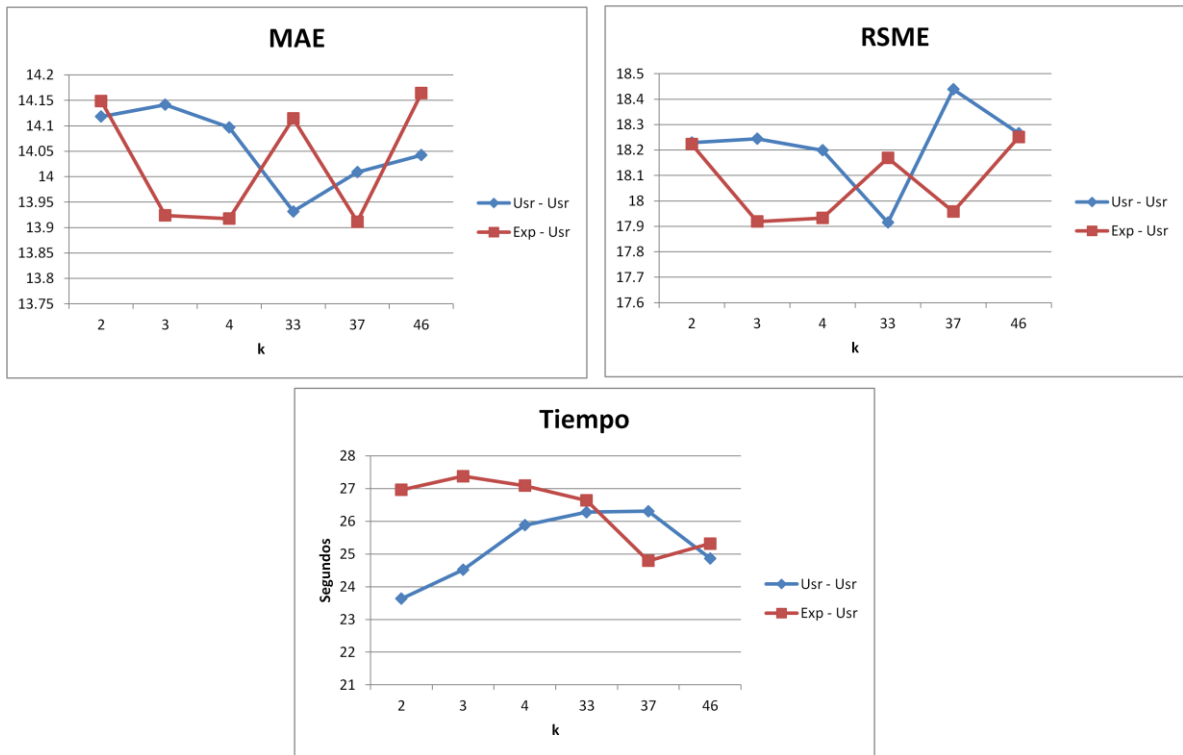 MAE
14.2
14.15
14.1
14.05
14
13.95
13.9
13.85
13.8
13.75
2 3 4 33 37 46
k
Usr - Usr
Exp - Usr
RSME
18.5
18.4
18.3
18.2
18.1
18
17.9
17.8
17.7
17.6
2 3 4 33 37 46
k
Usr - Usr
Exp - Usr
Tiempo
Segundos
28
27
26
25
24
23
22
21
2 3 4 33 37 46
k
Usr - Usr
Exp - Usr